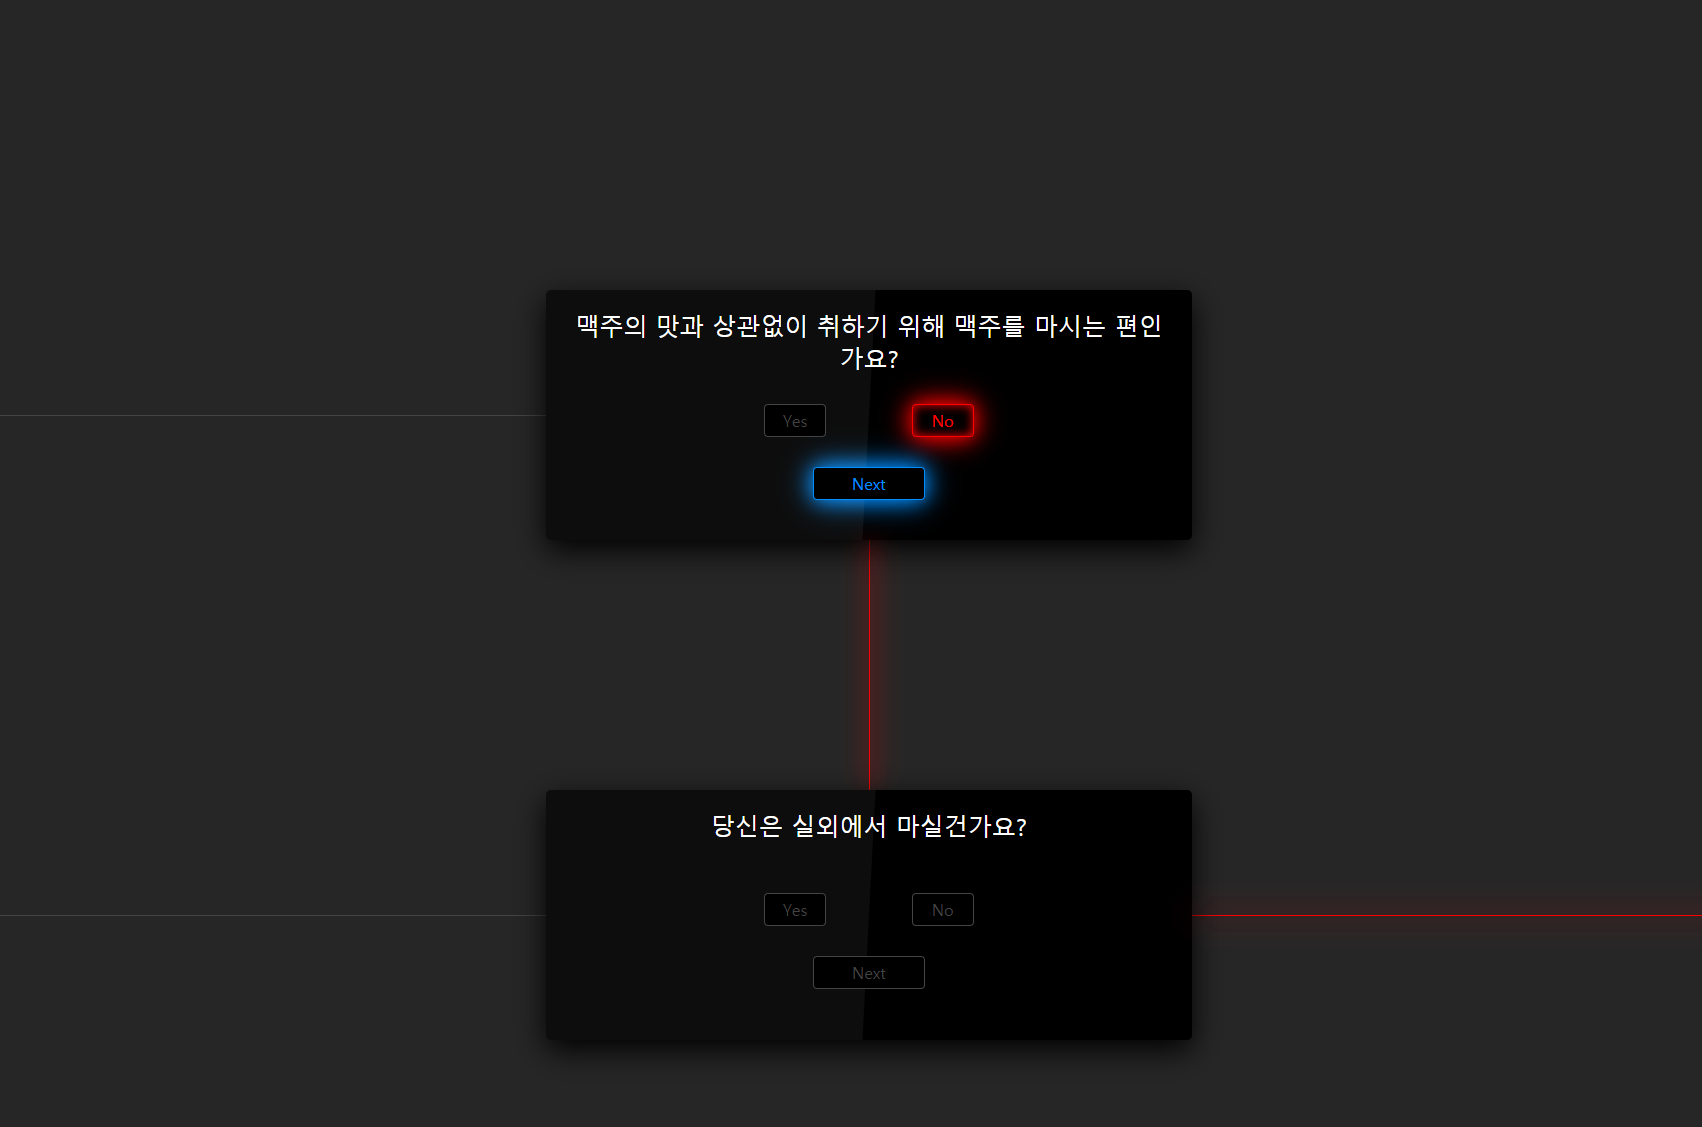 맥주의 맛과 상관없이 취하기 위해 맥주를 마시는 편인
가요?
Yes No
Next
당신은 실외에서 마실건가요?
Yes No
Next